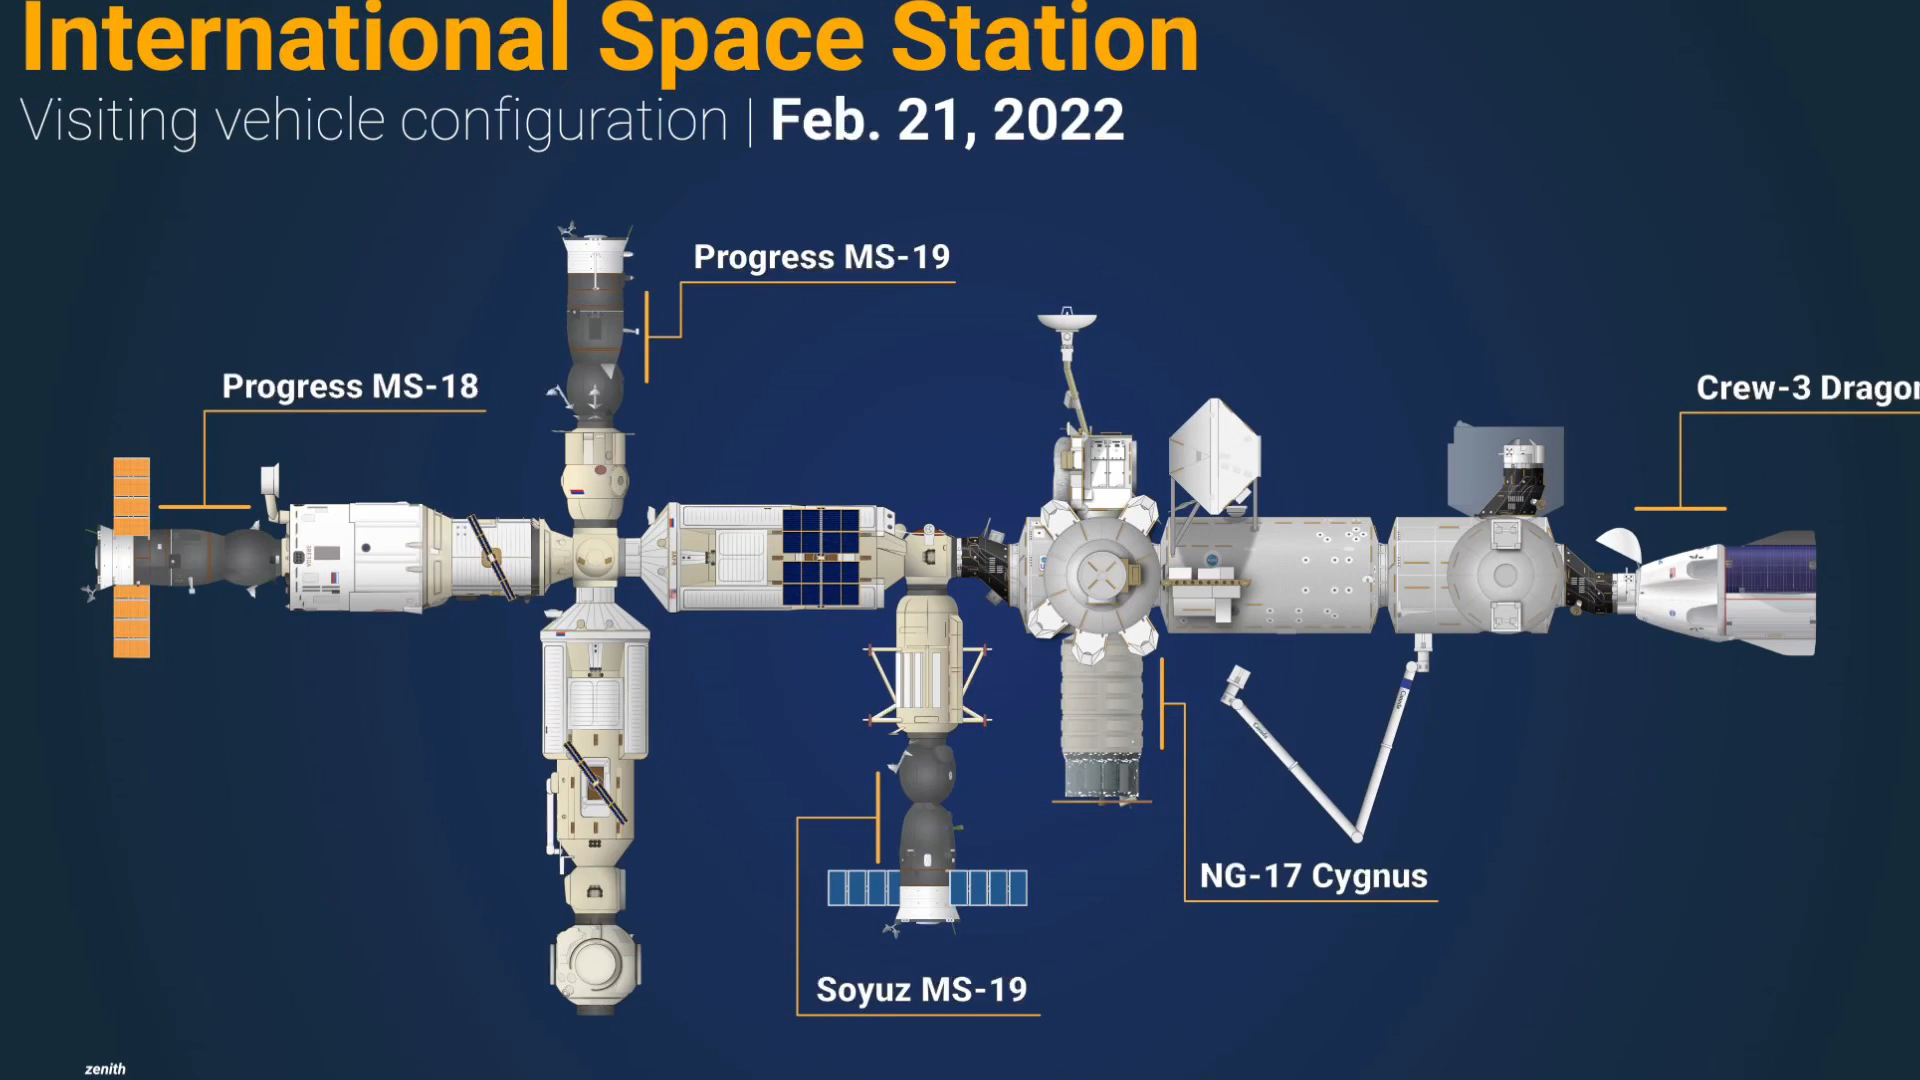 International Space Station
Visiting vehicle configuration | Feb. 21, 2022
Progress MS-19
Progress MS-18
Crew-3 Dragon
NG-17 Cygnus
Soyuz MS-19
zenith